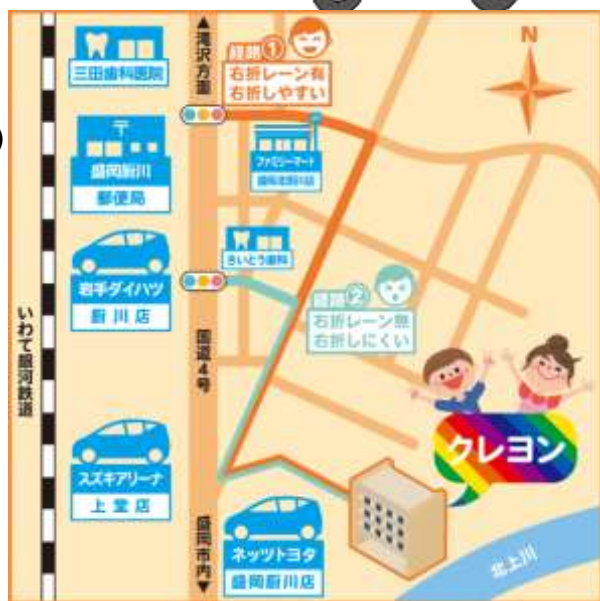 ▲滝沢方面
三田歯科医院
経路①
右折レーン有
右折しやすい
N
〒
盛岡厨川
郵便局
ファミリーマート
さいとう歯科
岩手ダイハツ
厨川店
経路②
右折レーン無
右折しにくい
いわて銀河鉄道
国道4号
クレヨン
スズキアリーナ
上堂店
盛岡市内▼
ネッツトヨタ
盛岡厨川店
北上川